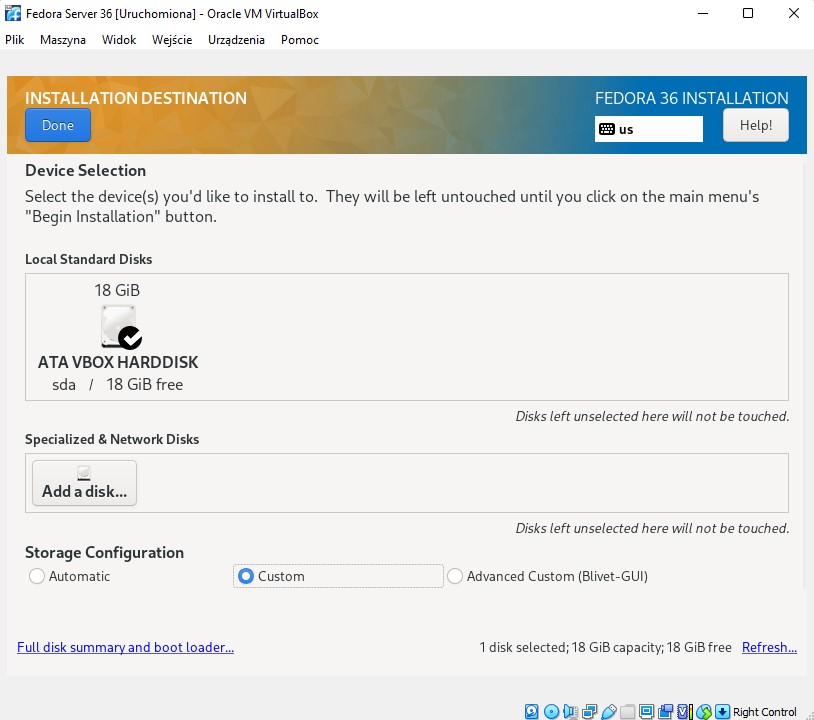 Fedora Server 36 [Uruchomiona] - Oracle VM VirtualBox
Plik Maszyna Widok Wejście Urządzenia Pomoc
INSTALLATION DESTINATION FEDORA 36 INSTALLATION
Done us Help!
Device Selection
Select the device(s) you'd like to install to. They will be left untouched until you click on the main menu's
"Begin Installation" button.
Local Standard Disks
18 GiB
ATA VBOX HARDDISK
sda / 18 GiB free
Disks left unselected here will not be touched.
Specialized & Network Disks
Add a disk...
Disks left unselected here will not be touched.
Storage Configuration
Automatic Custom Advanced Custom (Blivet-GUI)
Full disk summary and boot loader... 1 disk selected; 18 GiB capacity; 18 GiB free Refresh...
Right Control